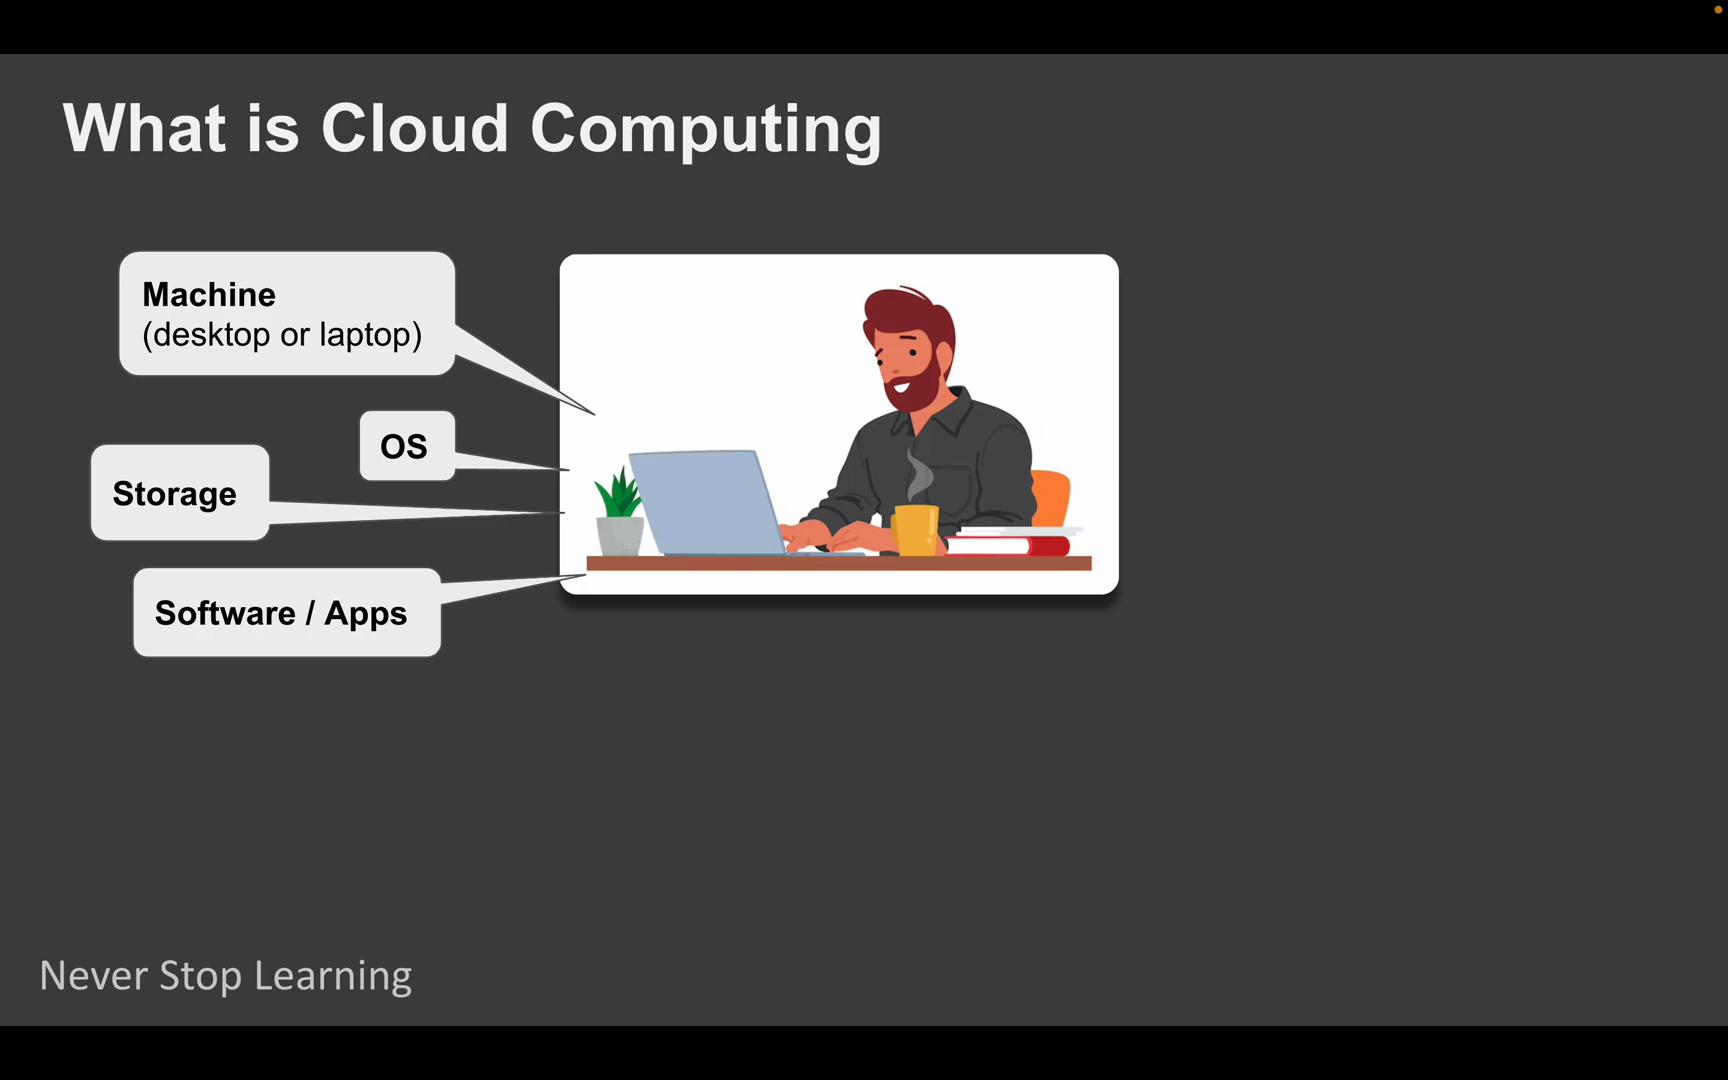 What is Cloud Computing
Machine
(desktop or laptop)
OS
Storage
Software / Apps
Never Stop Learning